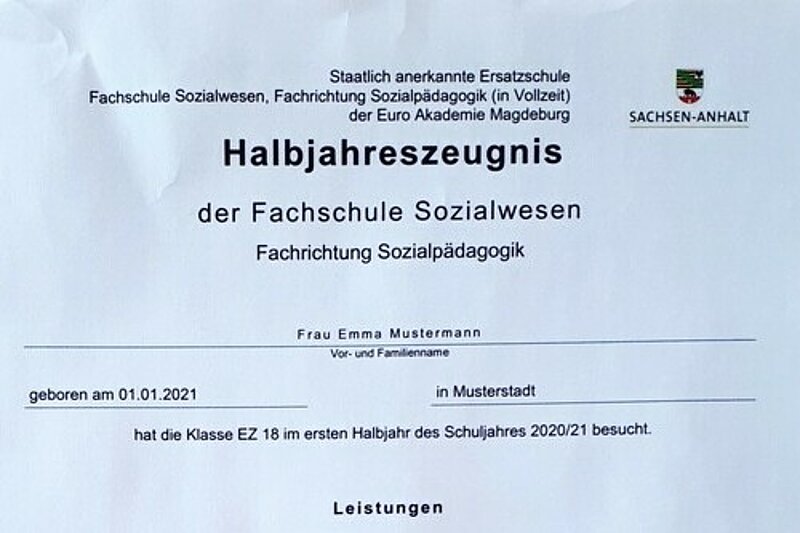 Staatlich anerkannte Ersatzschule
Fachschule Sozialwesen, Fachrichtung Sozialpädagogik (in Vollzeit)
der Euro Akademie Magdeburg
SACHSEN-ANHALT
Halbjahreszeugnis
der Fachschule Sozialwesen
Fachrichtung Sozialpädagogik
Frau Emma Mustermann
Vor- und Familienname
geboren am 01.01.2021 in Musterstadt
hat die Klasse EZ 18 im ersten Halbjahr des Schuljahres 2020/21 besucht.
Leistungen